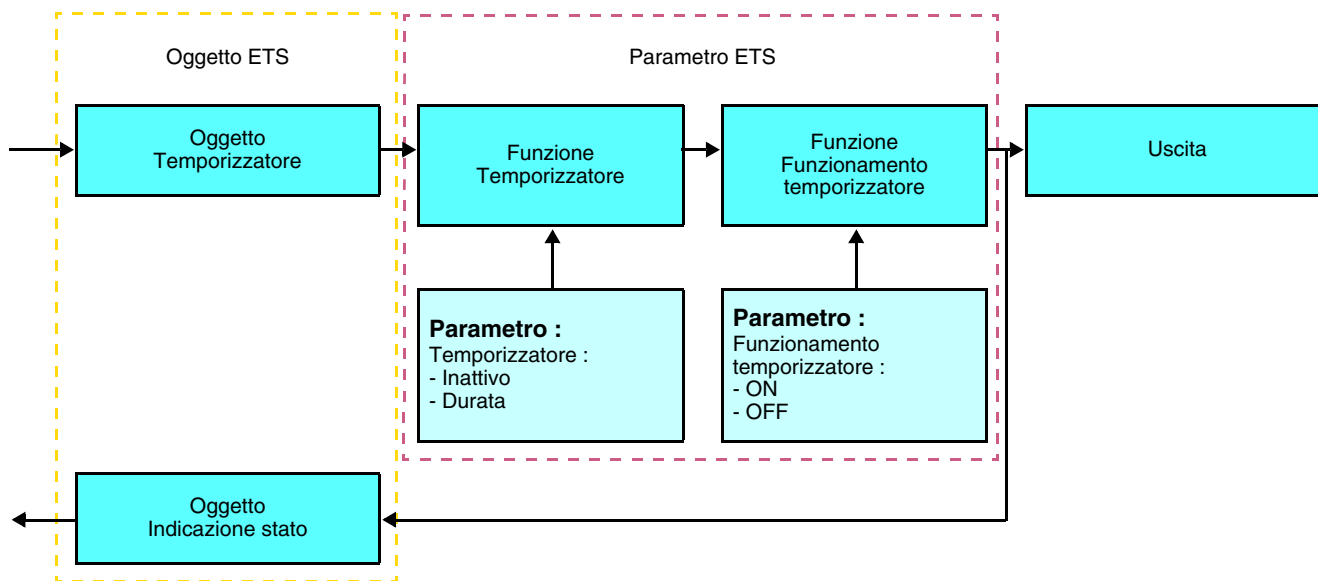 Oggetto ETS
Parametro ETS
Oggetto
Temporizzatore
Funzione
Temporizzatore
Funzione
Funzionamento
temporizzatore
Uscita
Parametro :
Temporizzatore :
- Inattivo
- Durata
Parametro :
Funzionamento
temporizzatore :
- ON
- OFF
Oggetto
Indicazione stato